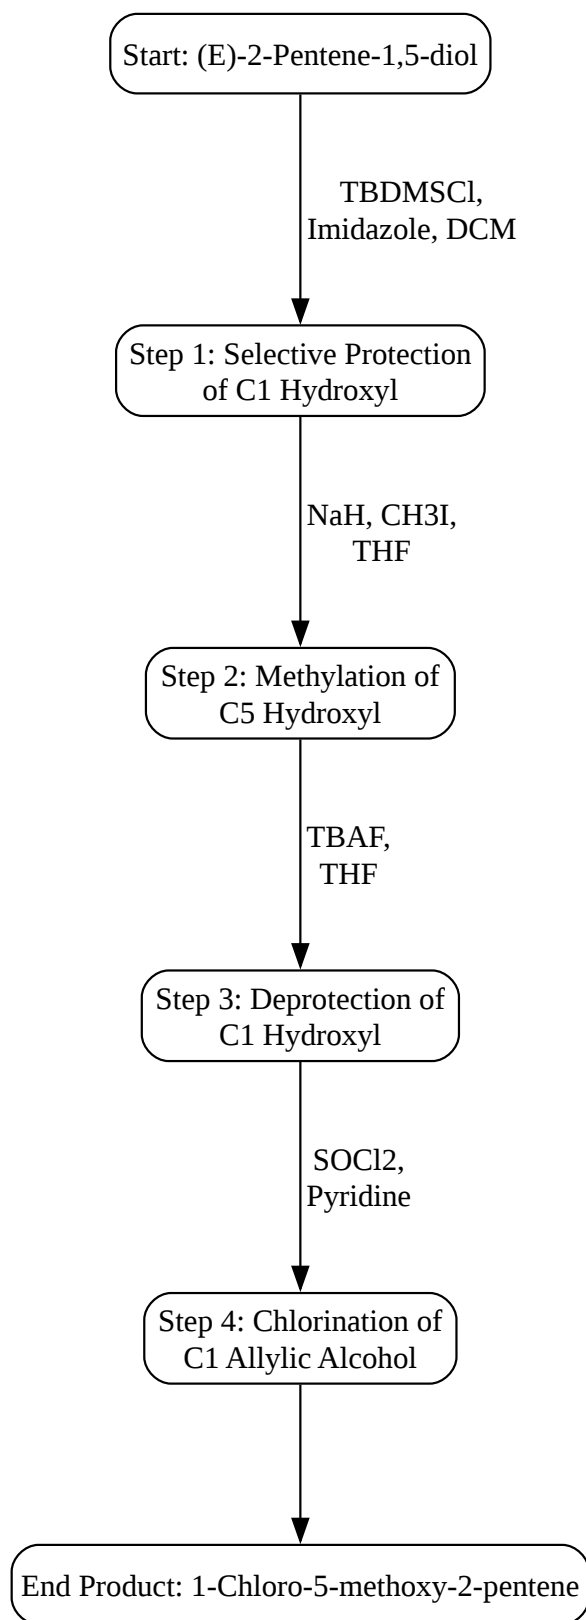 Start: (E)-2-Pentene-1,5-diol
TBDMSCl,
Imidazole, DCM
Step 1: Selective Protection
of C1 Hydroxyl
NaH, CH3I,
THF
Step 2: Methylation of
C5 Hydroxyl
TBAF,
THF
Step 3: Deprotection of
C1 Hydroxyl
SOCl2,
Pyridine
Step 4: Chlorination of
C1 Allylic Alcohol
End Product: 1-Chloro-5-methoxy-2-pentene